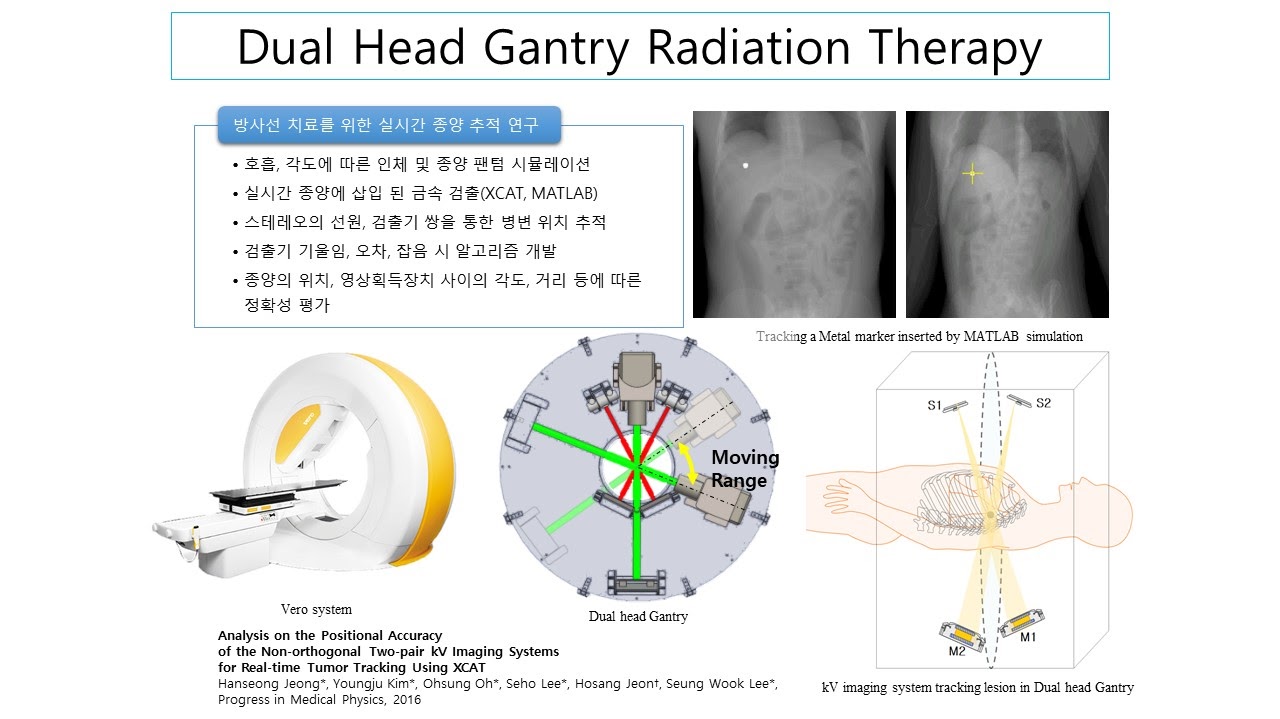 Dual Head Gantry Radiation Therapy
방사선 치료를 위한 실시간 종양 추적 연구
• 호흡, 각도에 따른 인체 및 종양 팬텀 시뮬레이션
• 실시간 종양에 삽입 된 금속 검출(XCAT, MATLAB)
• 스테레오의 선원, 검출기 쌍을 통한 병변 위치 추적
• 검출기 기울임, 오차, 잡음 시 알고리즘 개발
• 종양의 위치, 영상획득장치 사이의 각도, 거리 등에 따른
정확성 평가
Tracking a Metal marker inserted by MATLAB simulation
Moving
Range
S1
S2
M2
M1
Vero system
Dual head Gantry
kV imaging system tracking lesion in Dual head Gantry
Analysis on the Positional Accuracy
of the Non-orthogonal Two-pair kV Imaging Systems
for Real-time Tumor Tracking Using XCAT
Hanseong Jeong*, Youngju Kim*, Ohsung Oh*, Seho Lee*, Hosang Jeon†, Seung Wook Lee*,
Progress in Medical Physics, 2016